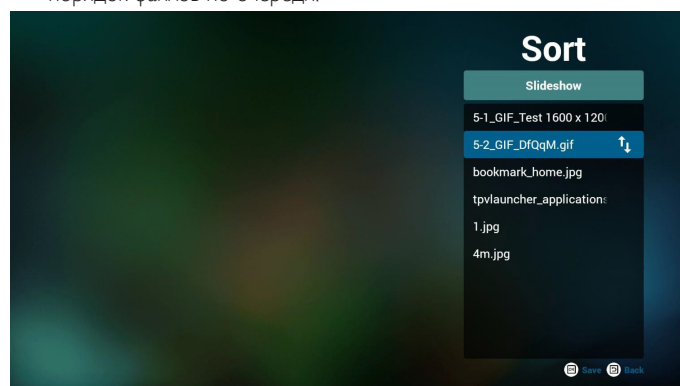 порядок файлов по очереди.
Sort
Slideshow
5-1_GIF_Test 1600 x 120
5-2_GIF_DfQqM.gif
bookmark_home.jpg
tpvlauncher_applications
1.jpg
4m.jpg
Save Back